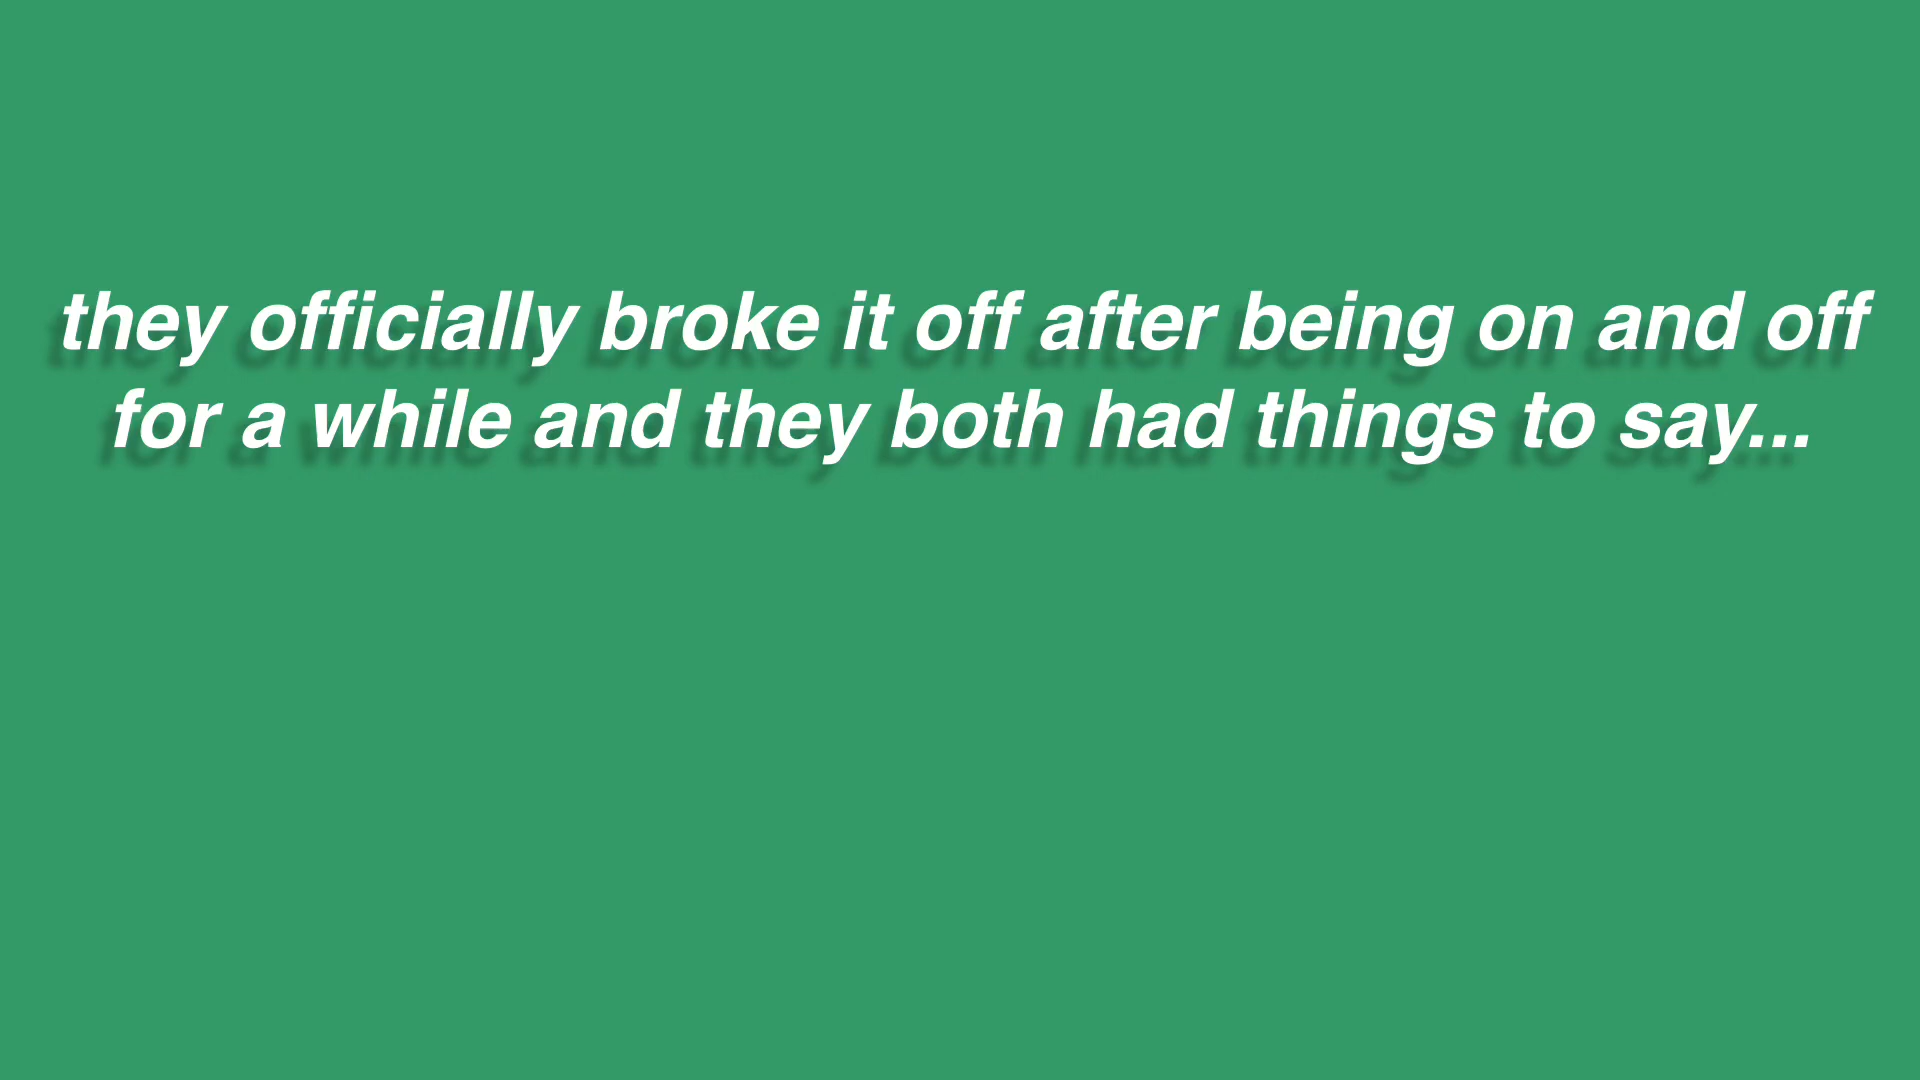 they officially broke it off after being on and off
for a while and they both had things to say...